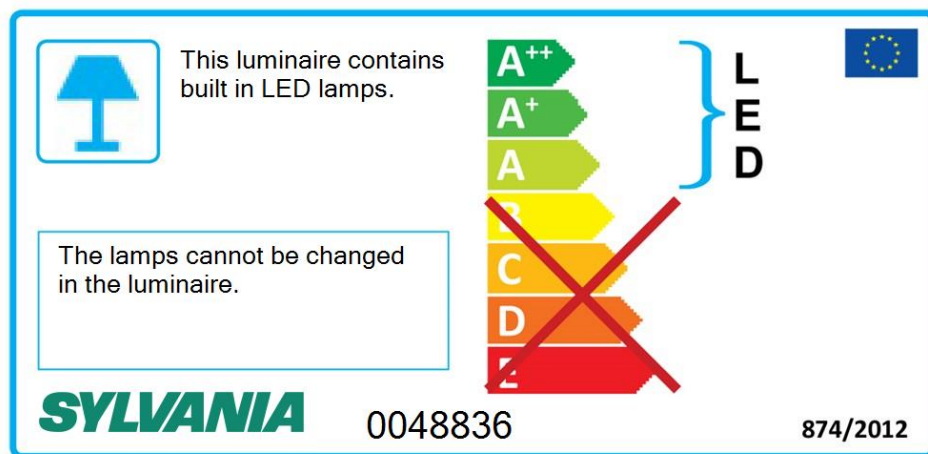 This luminaire contains
built in LED lamps.
A++
A+
A
B
C
D
E
L
E
D
The lamps cannot be changed
in the luminaire.
SYLVANIA
0048836
874/2012